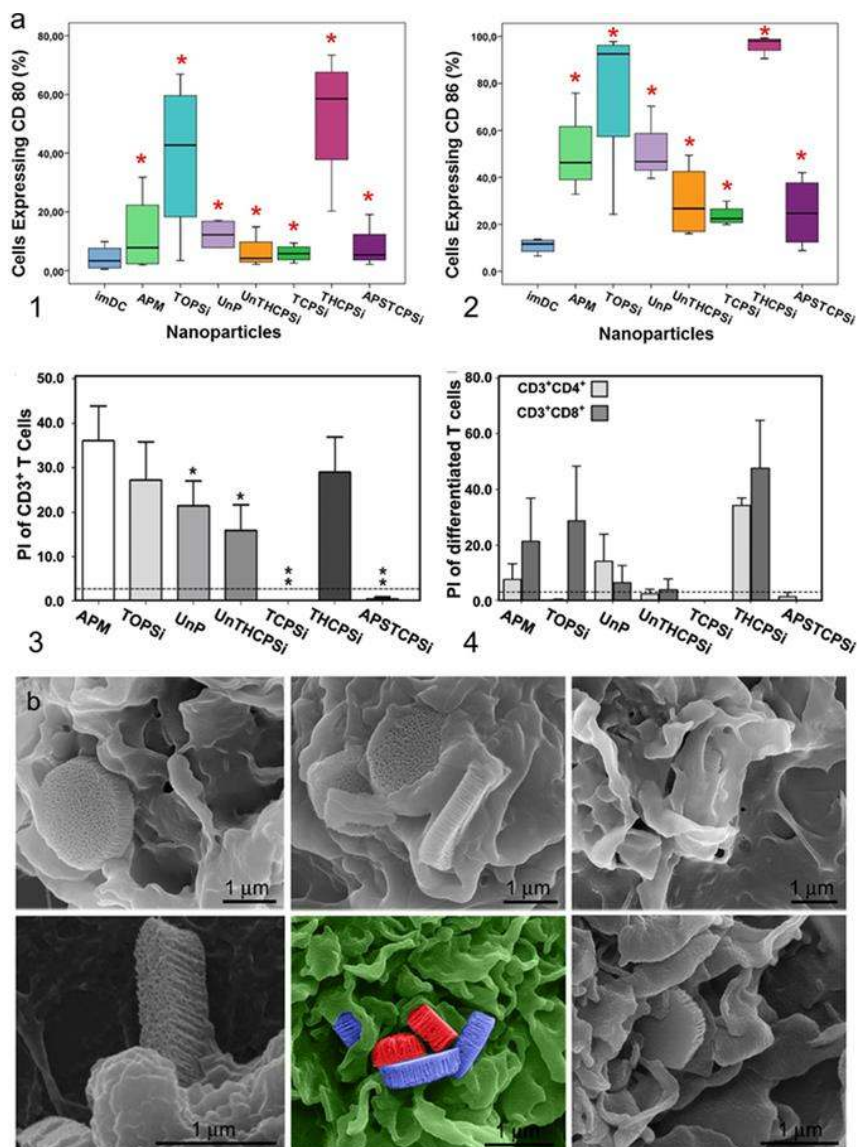 a
Cells Expressing CD 80 (%)
80,00
60,00
40,00
20,00
00,00
* * * * * * *
imDC APM TOPSi UnP UnTHCPSi TCPSi THCPSi APSTCPSi
1
Nanoparticles
Cells Expressing CD 86 (%)
100,0
80,0
60,0
40,0
20,0
0,0
* * * * * * *
imDC APM TOPSi UnP UnTHCPSi TCPSi THCPSi APSTCPSi
2
Nanoparticles
PI of CD3+ T Cells
50.0
40.0
30.0
20.0
10.0
0.0
* * ** **
APM TOPSi UnP UnTHCPSi TCPSi THCPSi APSTCPSi
3
PI of differentiated T cells
80.0
60.0
40.0
20.0
0.0
CD3+CD4+
CD3+CD8+
APM TOPSi UnP UnTHCPSi TCPSi THCPSi APSTCPSi
4
b
1 μm
1 μm
1 μm
1 μm
1 μm
1 μm